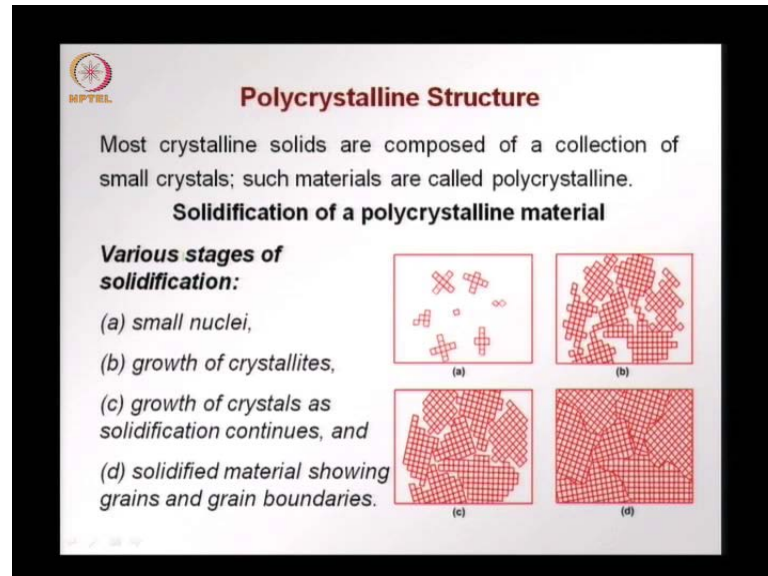 NPTEL
Polycrystalline Structure
Most crystalline solids are composed of a collection of
small crystals; such materials are called polycrystalline.
Solidification of a polycrystalline material
Various stages of
solidification:
(a) small nuclei,
(b) growth of crystallites,
(c) growth of crystals as
solidification continues, and
(d) solidified material showing
grains and grain boundaries.
(a)
(b)
(c)
(d)